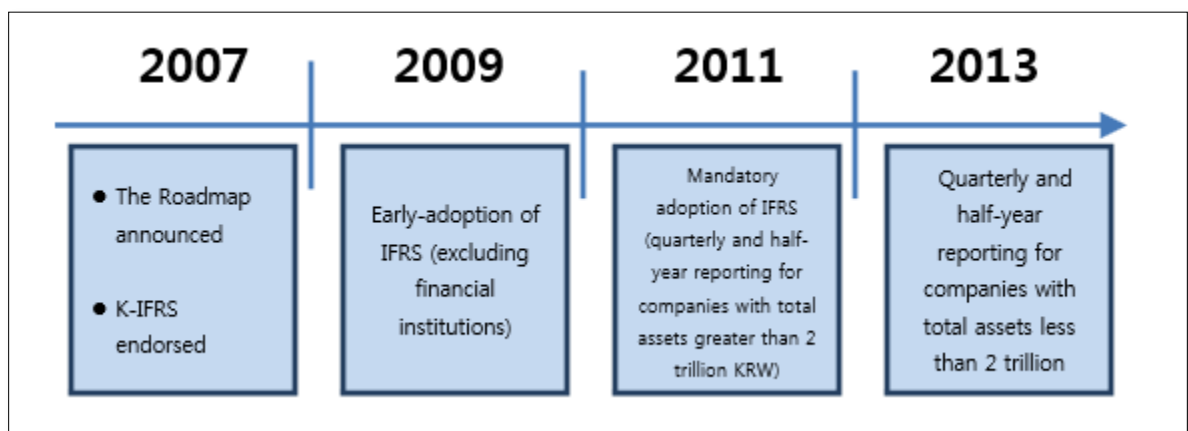 2007
2009
2011
2013
● The Roadmap
announced
● K-IFRS
endorsed
Early-adoption of
IFRS (excluding
financial
institutions)
Mandatory
adoption of IFRS
(quarterly and half-
year reporting for
companies with total
assets greater than 2
trillion KRW)
Quarterly and
half-year
reporting for
companies with
total assets less
than 2 trillion